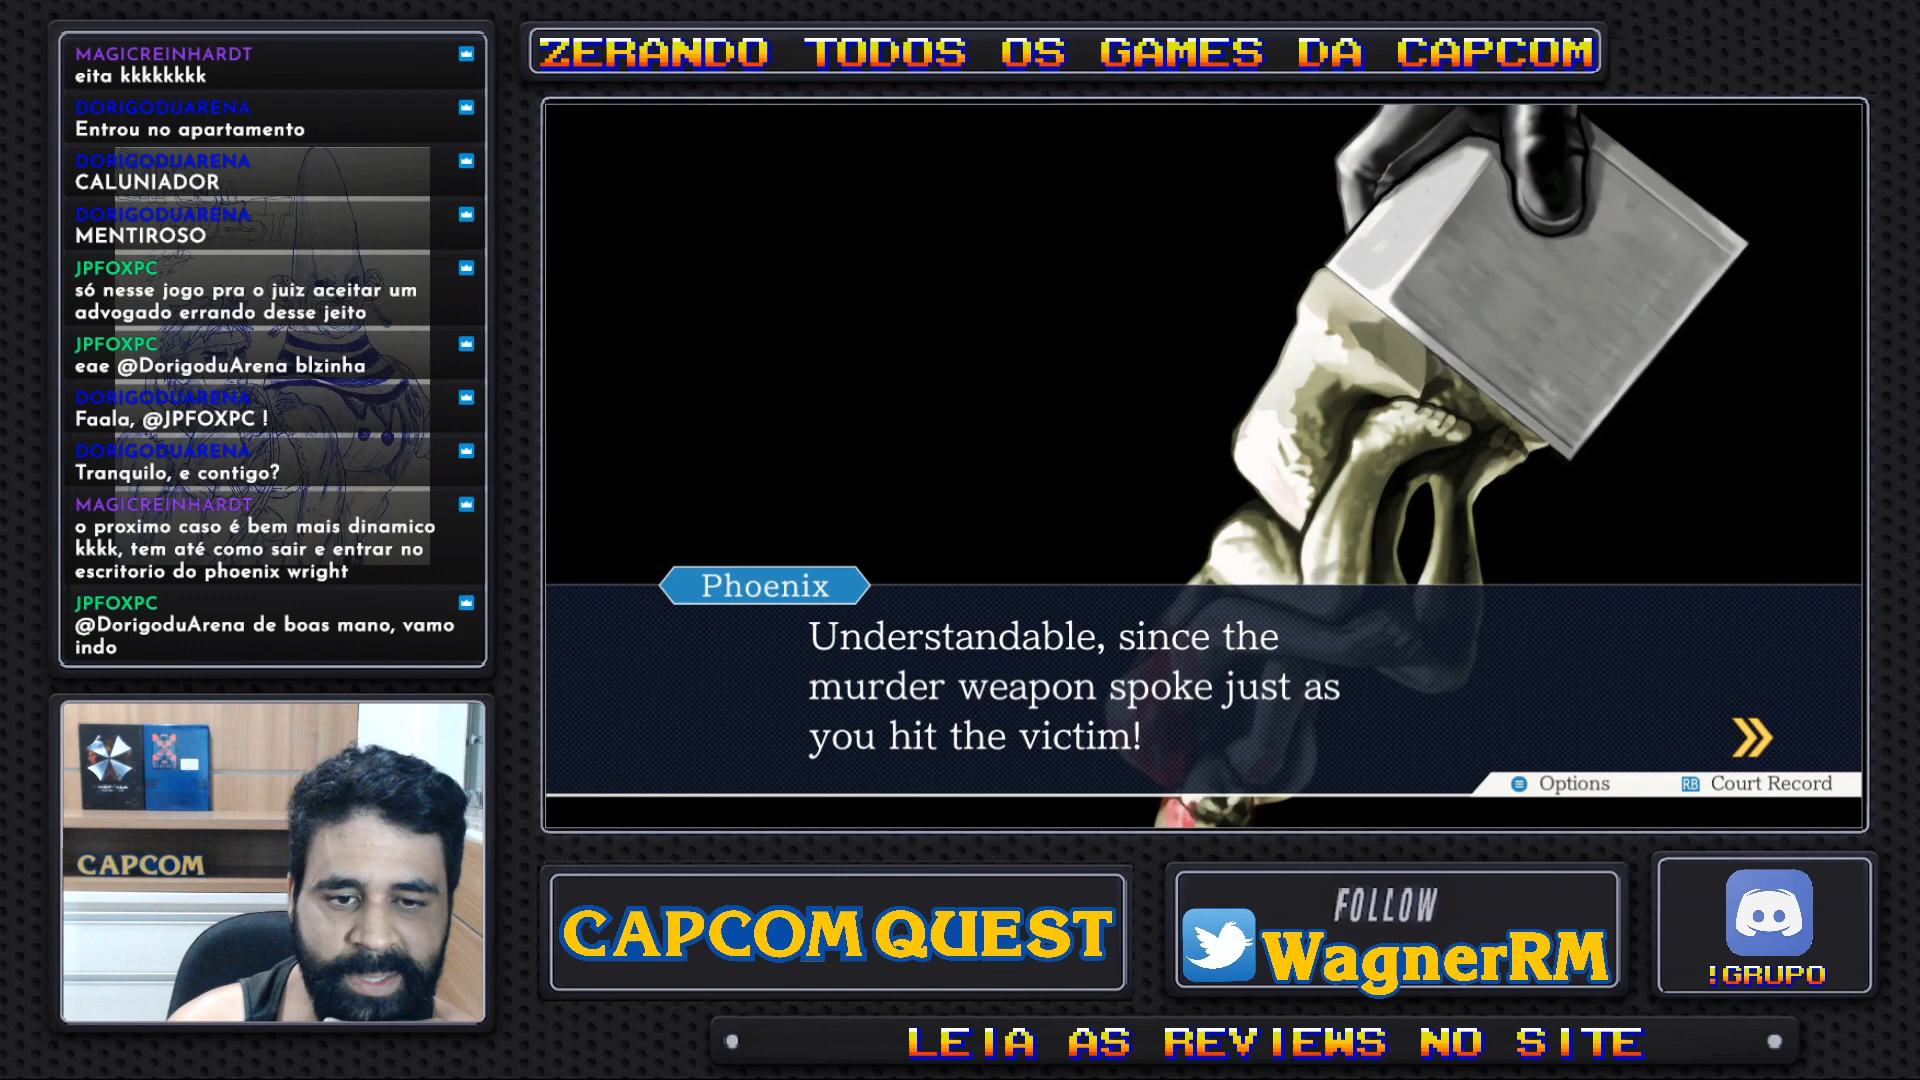 ZERANDO TODOS OS GAMES DA CAPCOM
MAGICREINHARDT
eita kkkkkkkk
DORIGODUARENA
Entrou no apartamento
DORIGODUARENA
CALUNIADOR
DORIGODUARENA
MENTIROSO
JPFOXPC
só nesse jogo pra o juiz aceitar um
advogado errando desse jeito
JPFOXPC
eae @DorigoduArena blzinha
DORIGODUARENA
Faala, @JPFOXPC !
DORIGODUARENA
Tranquilo, e contigo?
MAGICREINHARDT
o proximo caso é bem mais dinamico
kkkk, tem até como sair e entrar no
escritorio do phoenix wright
JPFOXPC
@DorigoduArena de boas mano, vamo
indo
Phoenix
Understandable, since the
murder weapon spoke just as
you hit the victim!
Options
RB Court Record
CAPCOM
CAPCOM QUEST
FOLLOW
WagnerRM
!GRUPO
LEIA AS REVIEWS NO SITE